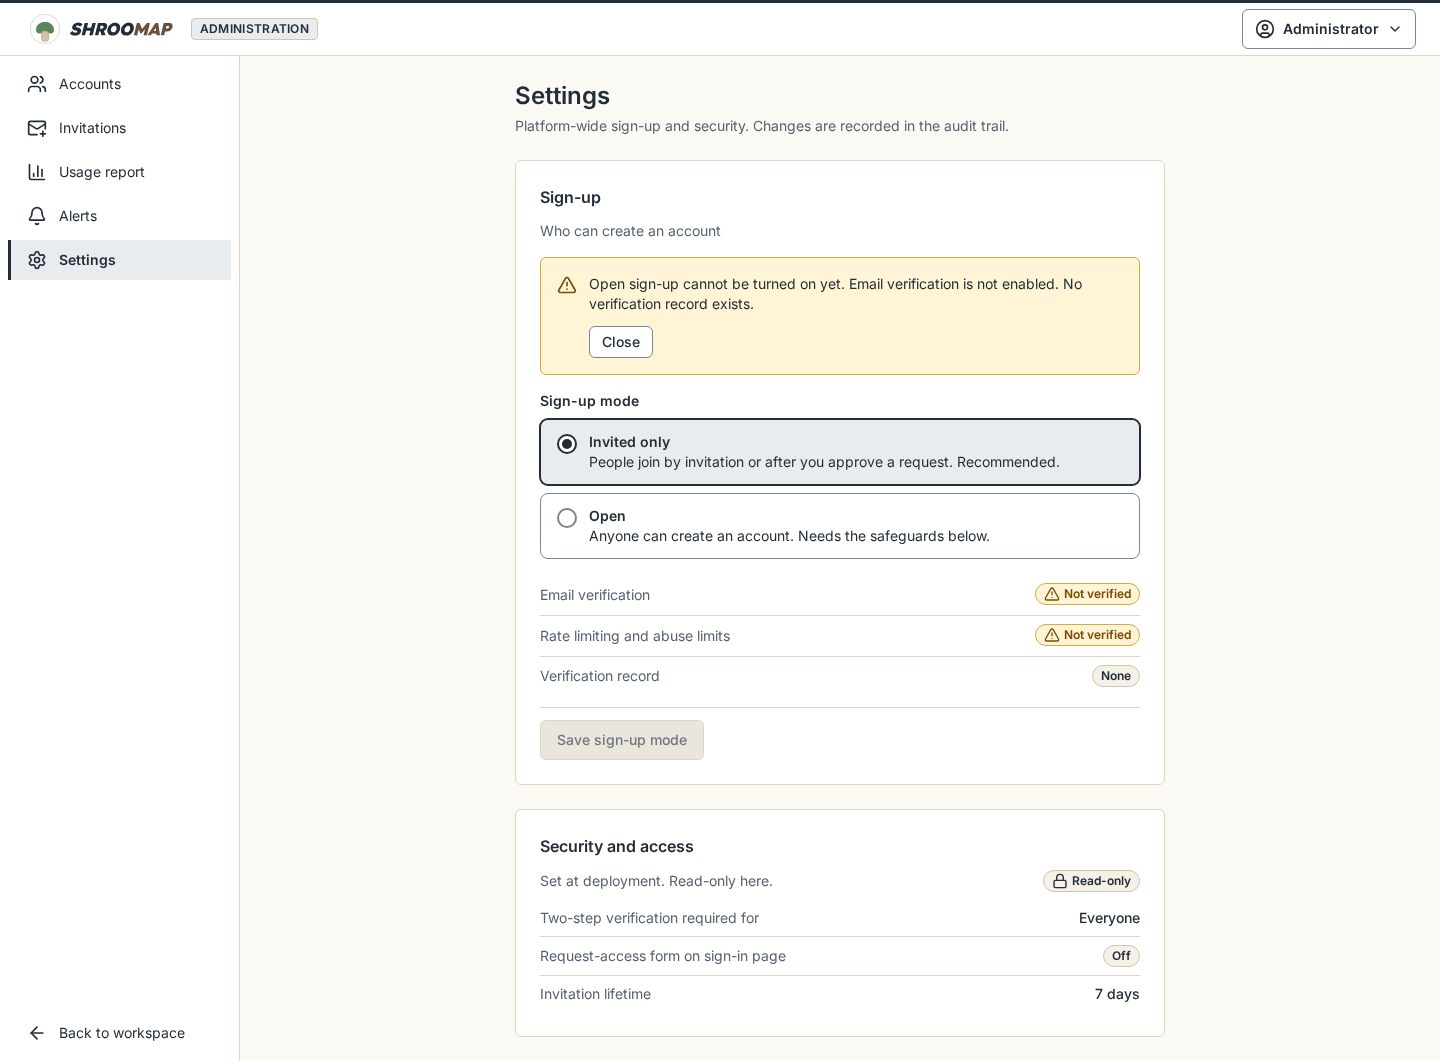 SHROOMAP
ADMINISTRATION
Administrator
Accounts
Invitations
Usage report
Alerts
Settings
Back to workspace
Settings
Platform-wide sign-up and security. Changes are recorded in the audit trail.
Sign-up
Who can create an account
Open sign-up cannot be turned on yet. Email verification is not enabled. No
verification record exists.
Close
Sign-up mode
Invited only
People join by invitation or after you approve a request. Recommended.
Open
Anyone can create an account. Needs the safeguards below.
Email verification Not verified
Rate limiting and abuse limits Not verified
Verification record None
Save sign-up mode
Security and access
Set at deployment. Read-only here. Read-only
Two-step verification required for Everyone
Request-access form on sign-in page Off
Invitation lifetime 7 days